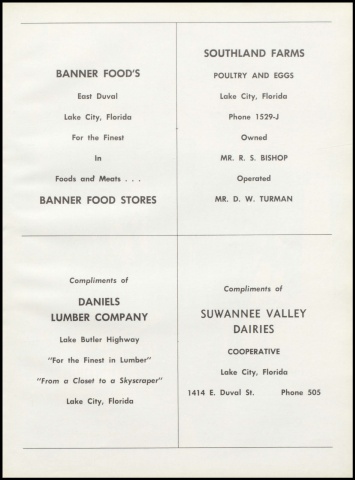 BANNER FOOD'S
East Duval
Lake City, Florida
For the Finest
In
Foods and Meats . . .
BANNER FOOD STORES
SOUTHLAND FARMS
POULTRY AND EGGS
Lake City, Florida
Phone 1529-J
Owned
MR. R. S. BISHOP
Operated
MR. D. W. TURMAN
Compliments of
DANIELS
LUMBER COMPANY
Lake Butler Highway
"For the Finest in Lumber"
"From a Closet to a Skyscraper"
Lake City, Florida
Compliments of
SUWANNEE VALLEY
DAIRIES
COOPERATIVE
Lake City, Florida
1414 E. Duval St. Phone 505